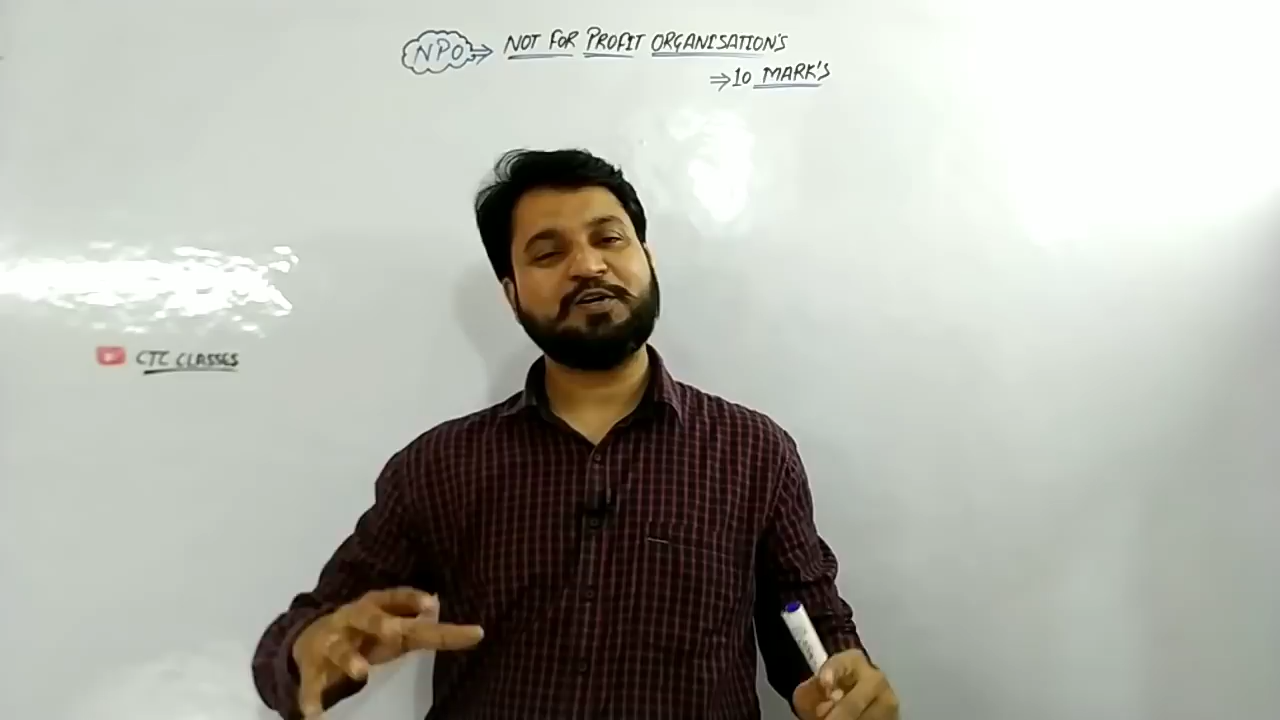 NPO ⇒ NOT FOR PROFIT ORGANISATION'S
⇒ 10 MARK'S
CTC CLASSES